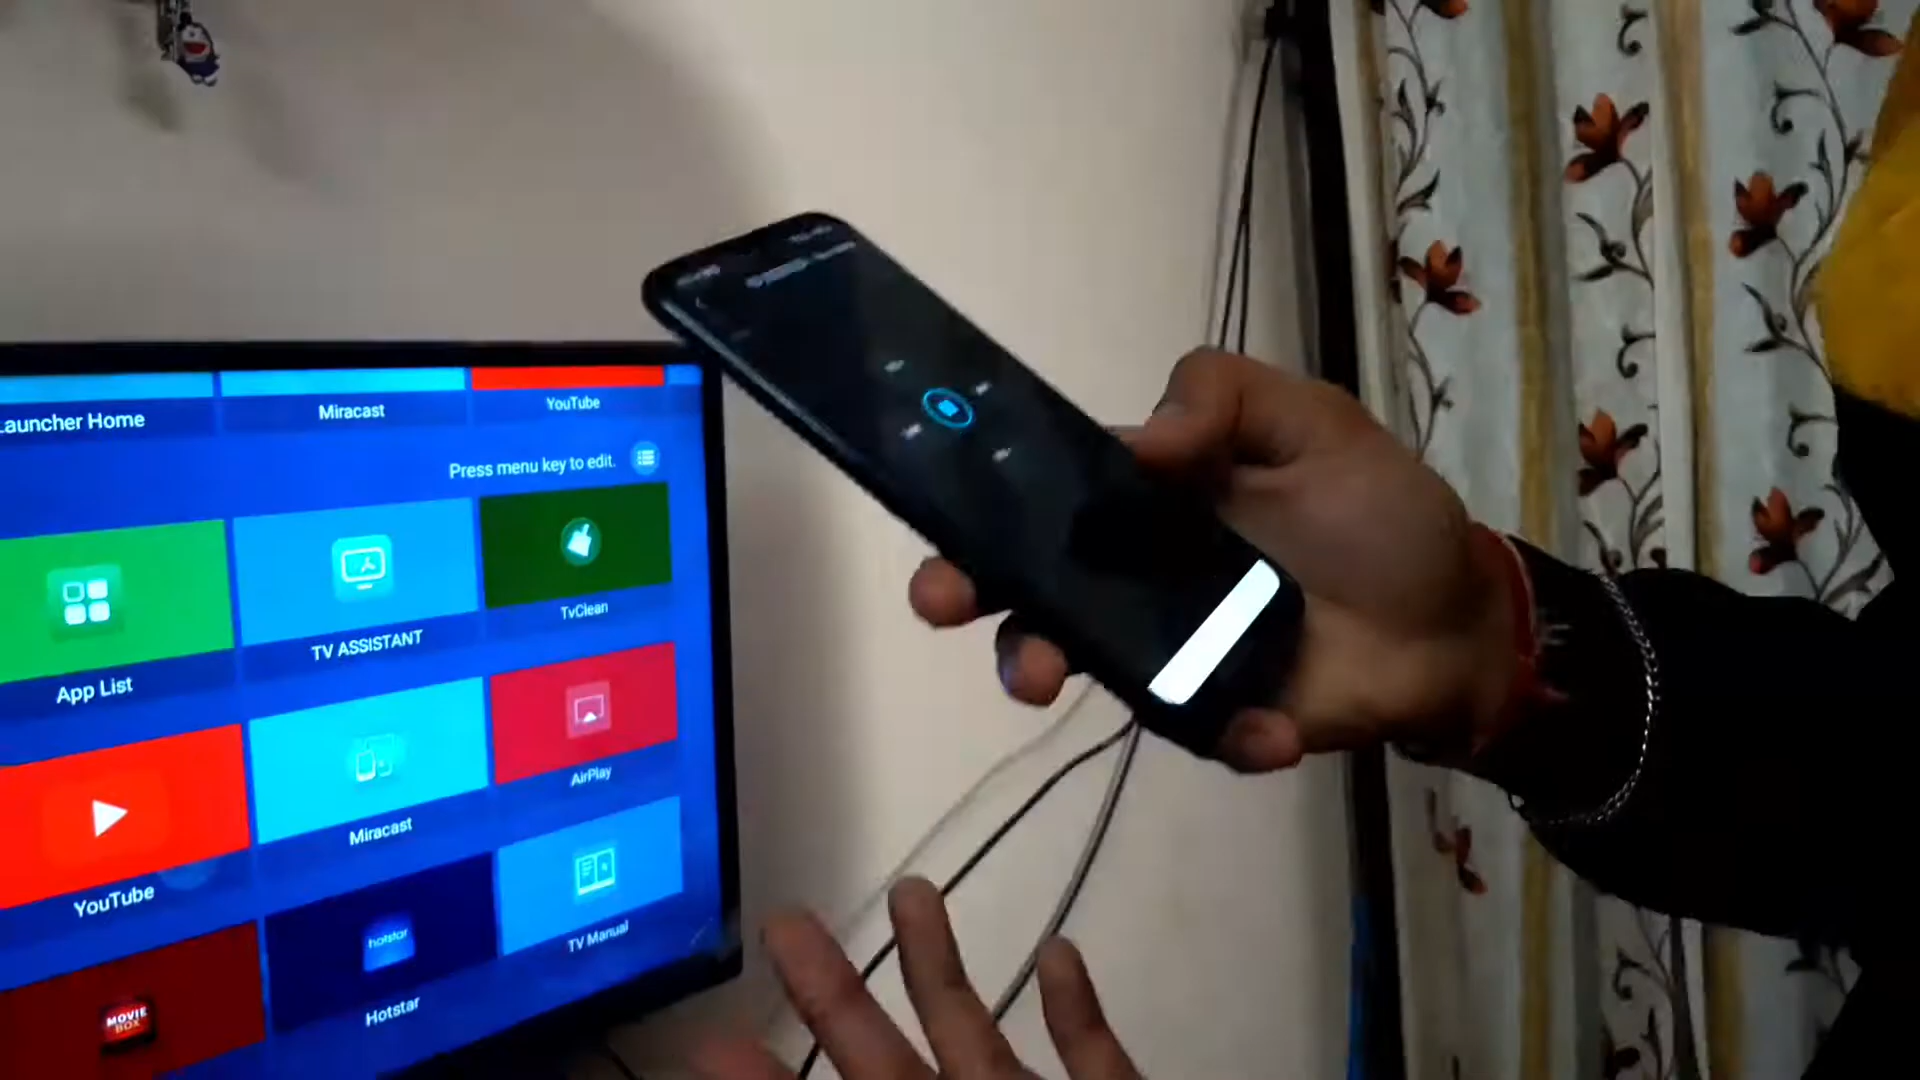 Launcher Home
Miracast
YouTube
Press menu key to edit.
App List
TV ASSISTANT
TvClean
YouTube
Miracast
AirPlay
MOVIE
BOX
hotstar
Hotstar
TV Manual